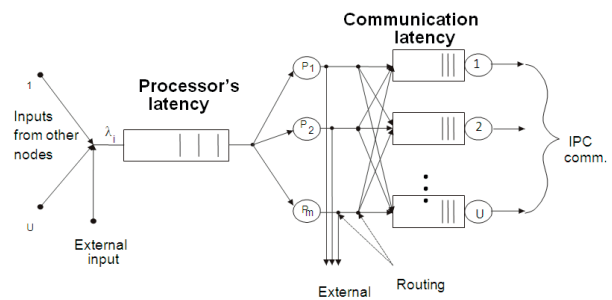 Communication
latency
Processor's
latency
1
Inputs
from other
nodes
λi
U
External
input
P1
P2
Pm
1
2
U
IPC
comm.
External
Routing